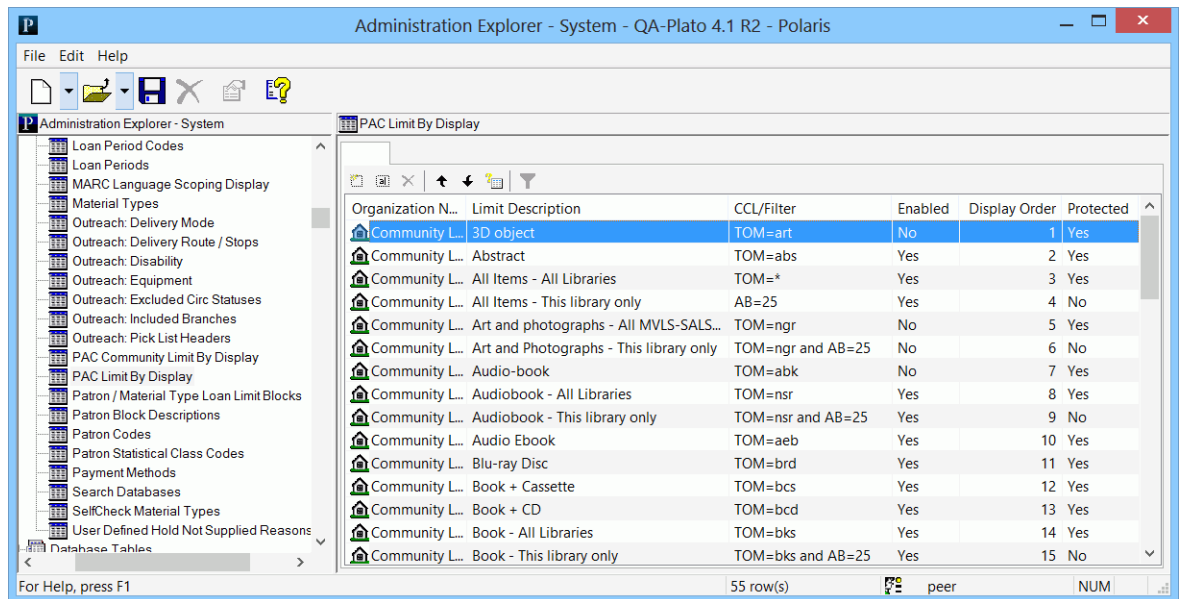 Administration Explorer - System - QA-Plato 4.1 R2 - Polaris
File Edit Help
Administration Explorer - System
Loan Period Codes
Loan Periods
MARC Language Scoping Display
Material Types
Outreach: Delivery Mode
Outreach: Delivery Route / Stops
Outreach: Disability
Outreach: Equipment
Outreach: Excluded Circ Statuses
Outreach: Included Branches
Outreach: Pick List Headers
PAC Community Limit By Display
PAC Limit By Display
Patron / Material Type Loan Limit Blocks
Patron Block Descriptions
Patron Codes
Patron Statistical Class Codes
Payment Methods
Search Databases
SelfCheck Material Types
User Defined Hold Not Supplied Reasons
Database Tables
PAC Limit By Display
Organization N... Limit Description CCL/Filter Enabled Display Order Protected
Community L... 3D object TOM=art No 1 Yes
Community L... Abstract TOM=abs Yes 2 Yes
Community L... All Items - All Libraries TOM=* Yes 3 Yes
Community L... All Items - This library only AB=25 Yes 4 No
Community L... Art and photographs - All MVLS-SALS... TOM=ngr No 5 Yes
Community L... Art and Photographs - This library only TOM=ngr and AB=25 No 6 No
Community L... Audio-book TOM=abk No 7 Yes
Community L... Audiobook - All Libraries TOM=nsr Yes 8 Yes
Community L... Audiobook - This library only TOM=nsr and AB=25 Yes 9 No
Community L... Audio Ebook TOM=aeb Yes 10 Yes
Community L... Blu-ray Disc TOM=brd Yes 11 Yes
Community L... Book + Cassette TOM=bcs Yes 12 Yes
Community L... Book + CD TOM=bcd Yes 13 Yes
Community L... Book - All Libraries TOM=bks Yes 14 Yes
Community L... Book - This library only TOM=bks and AB=25 Yes 15 No
For Help, press F1 55 row(s) peer NUM